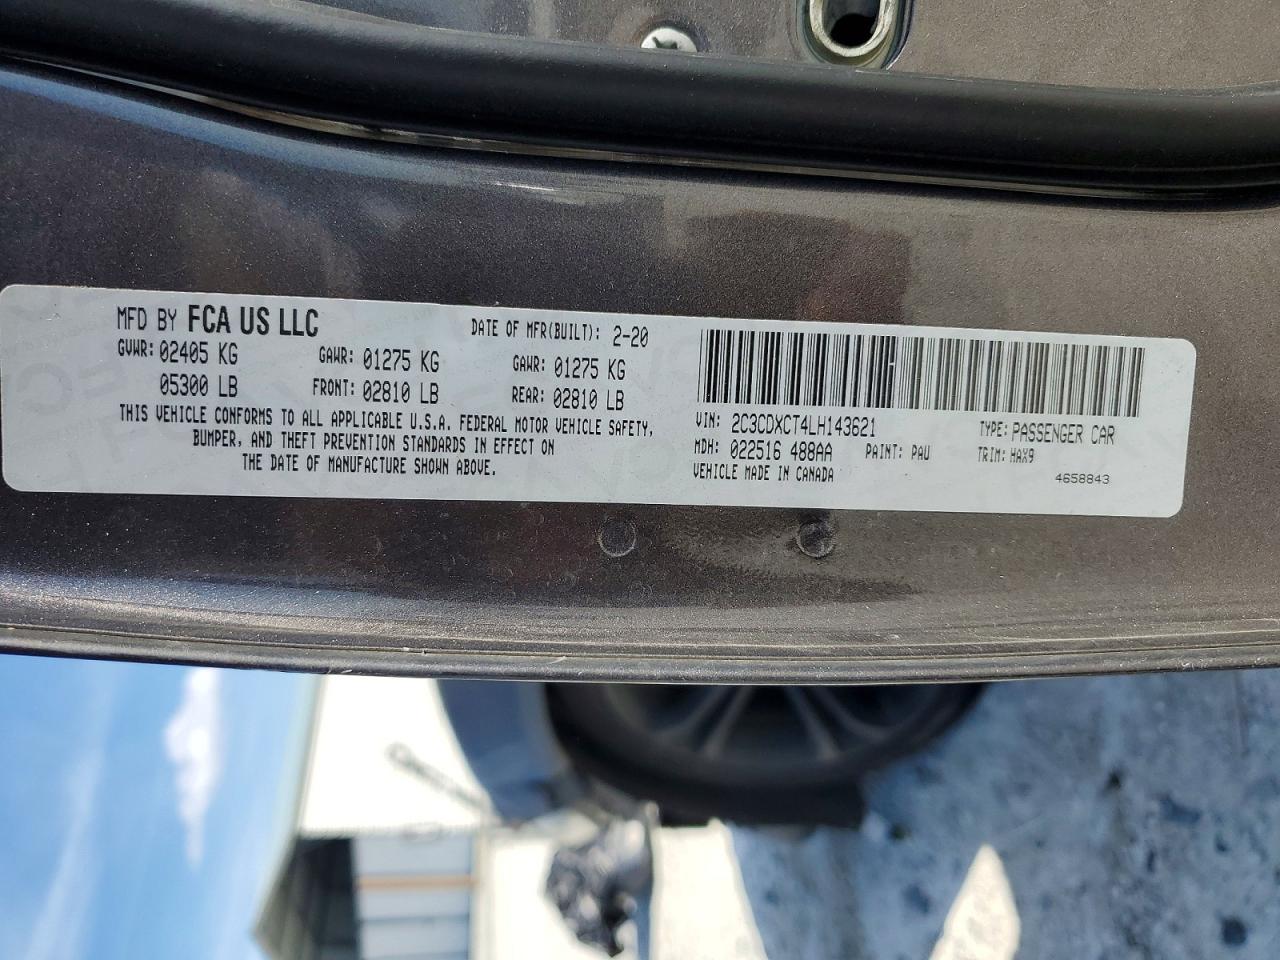 MFD BY FCA US LLC DATE OF MFR(BUILT): 2-20
GVWR: 02405 KG GAWR: 01275 KG GAWR: 01275 KG
05300 LB FRONT: 02810 LB REAR: 02810 LB
THIS VEHICLE CONFORMS TO ALL APPLICABLE U.S.A. FEDERAL MOTOR VEHICLE SAFETY,
BUMPER, AND THEFT PREVENTION STANDARDS IN EFFECT ON
THE DATE OF MANUFACTURE SHOWN ABOVE.
VIN: 2C3CDXCT4LH143621 TYPE: PASSENGER CAR
MDH: 022516 488AA PAINT: PAU TRIM: HAX9
VEHICLE MADE IN CANADA 4658843